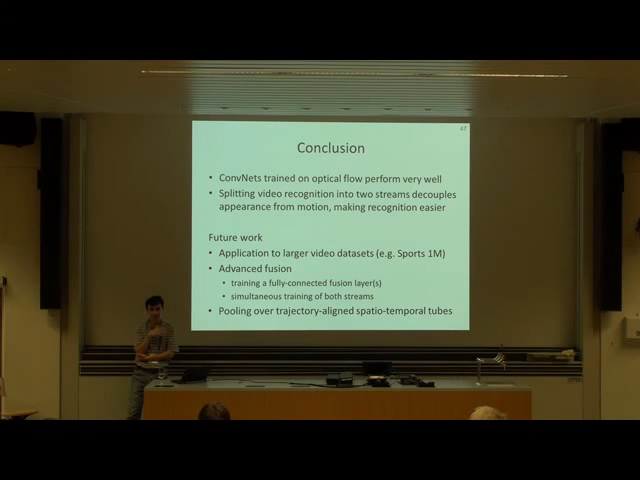 Conclusion
• ConvNets trained on optical flow perform very well
• Splitting video recognition into two streams decouples
appearance from motion, making recognition easier
Future work
• Application to larger video datasets (e.g. Sports 1M)
• Advanced fusion
• training a fully-connected fusion layer(s)
• simultaneous training of both streams
• Pooling over trajectory-aligned spatio-temporal tubes